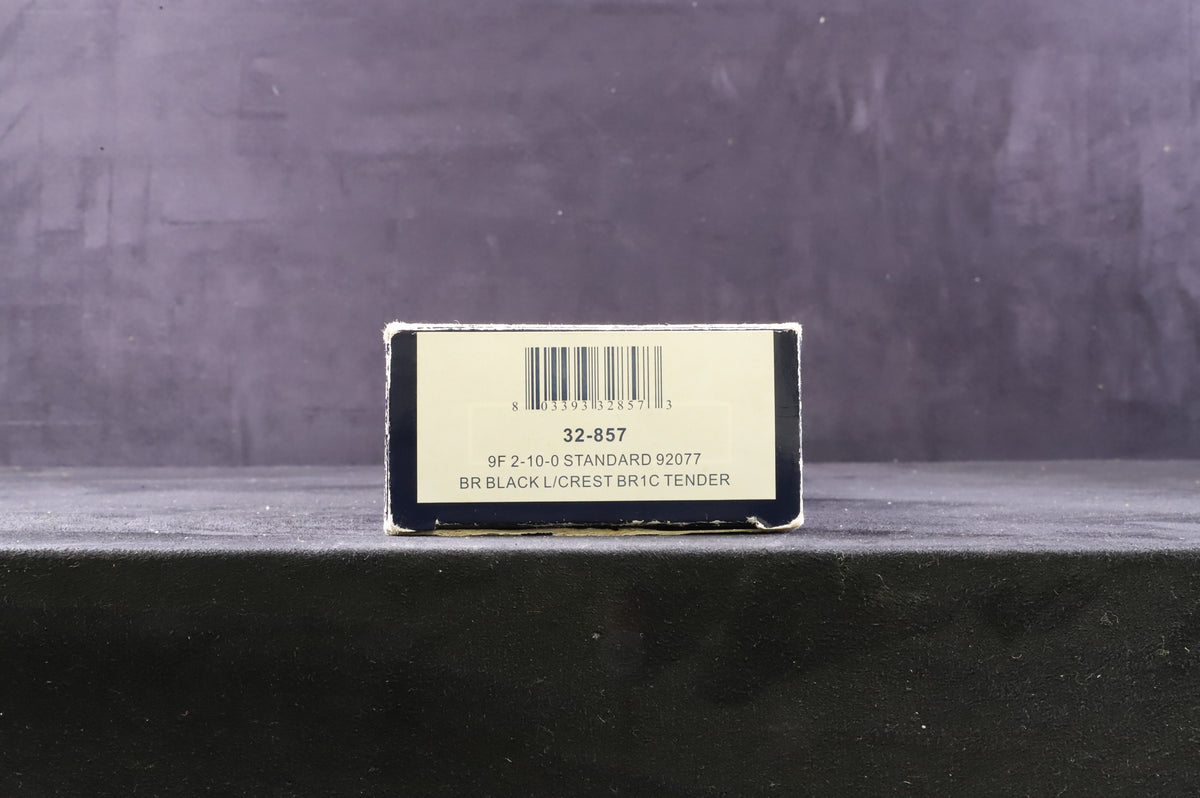 8 03393 32857 3
32-857
9F 2-10-0 STANDARD 92077
BR BLACK L/CREST BR1C TENDER